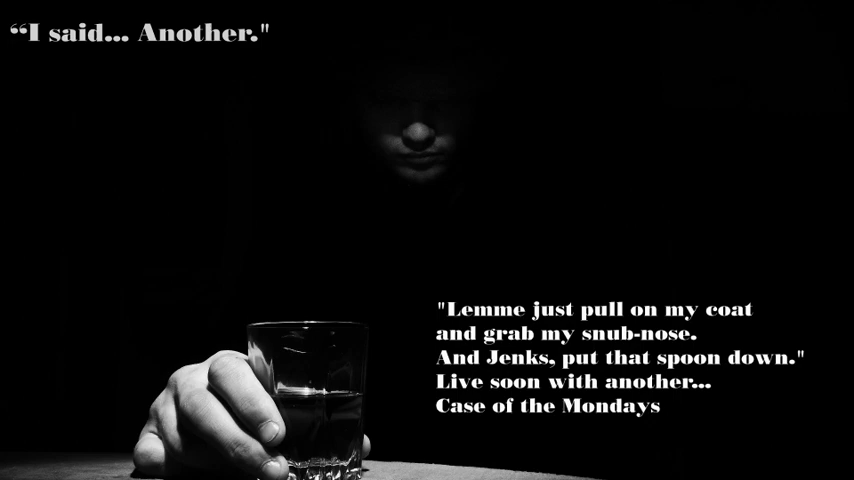 “I said... Another."
"Lemme just pull on my coat
and grab my snub-nose.
And Jenks, put that spoon down."
Live soon with another...
Case of the Mondays